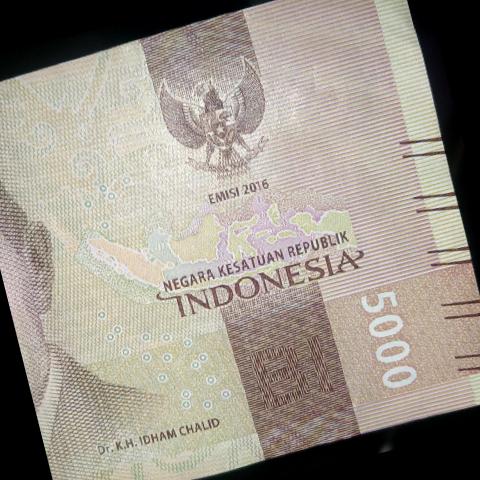 EMISI 2016
NEGARA KESATUAN REPUBLIK
INDONESIA
5000
BI
Dr. K.H. IDHAM CHALID